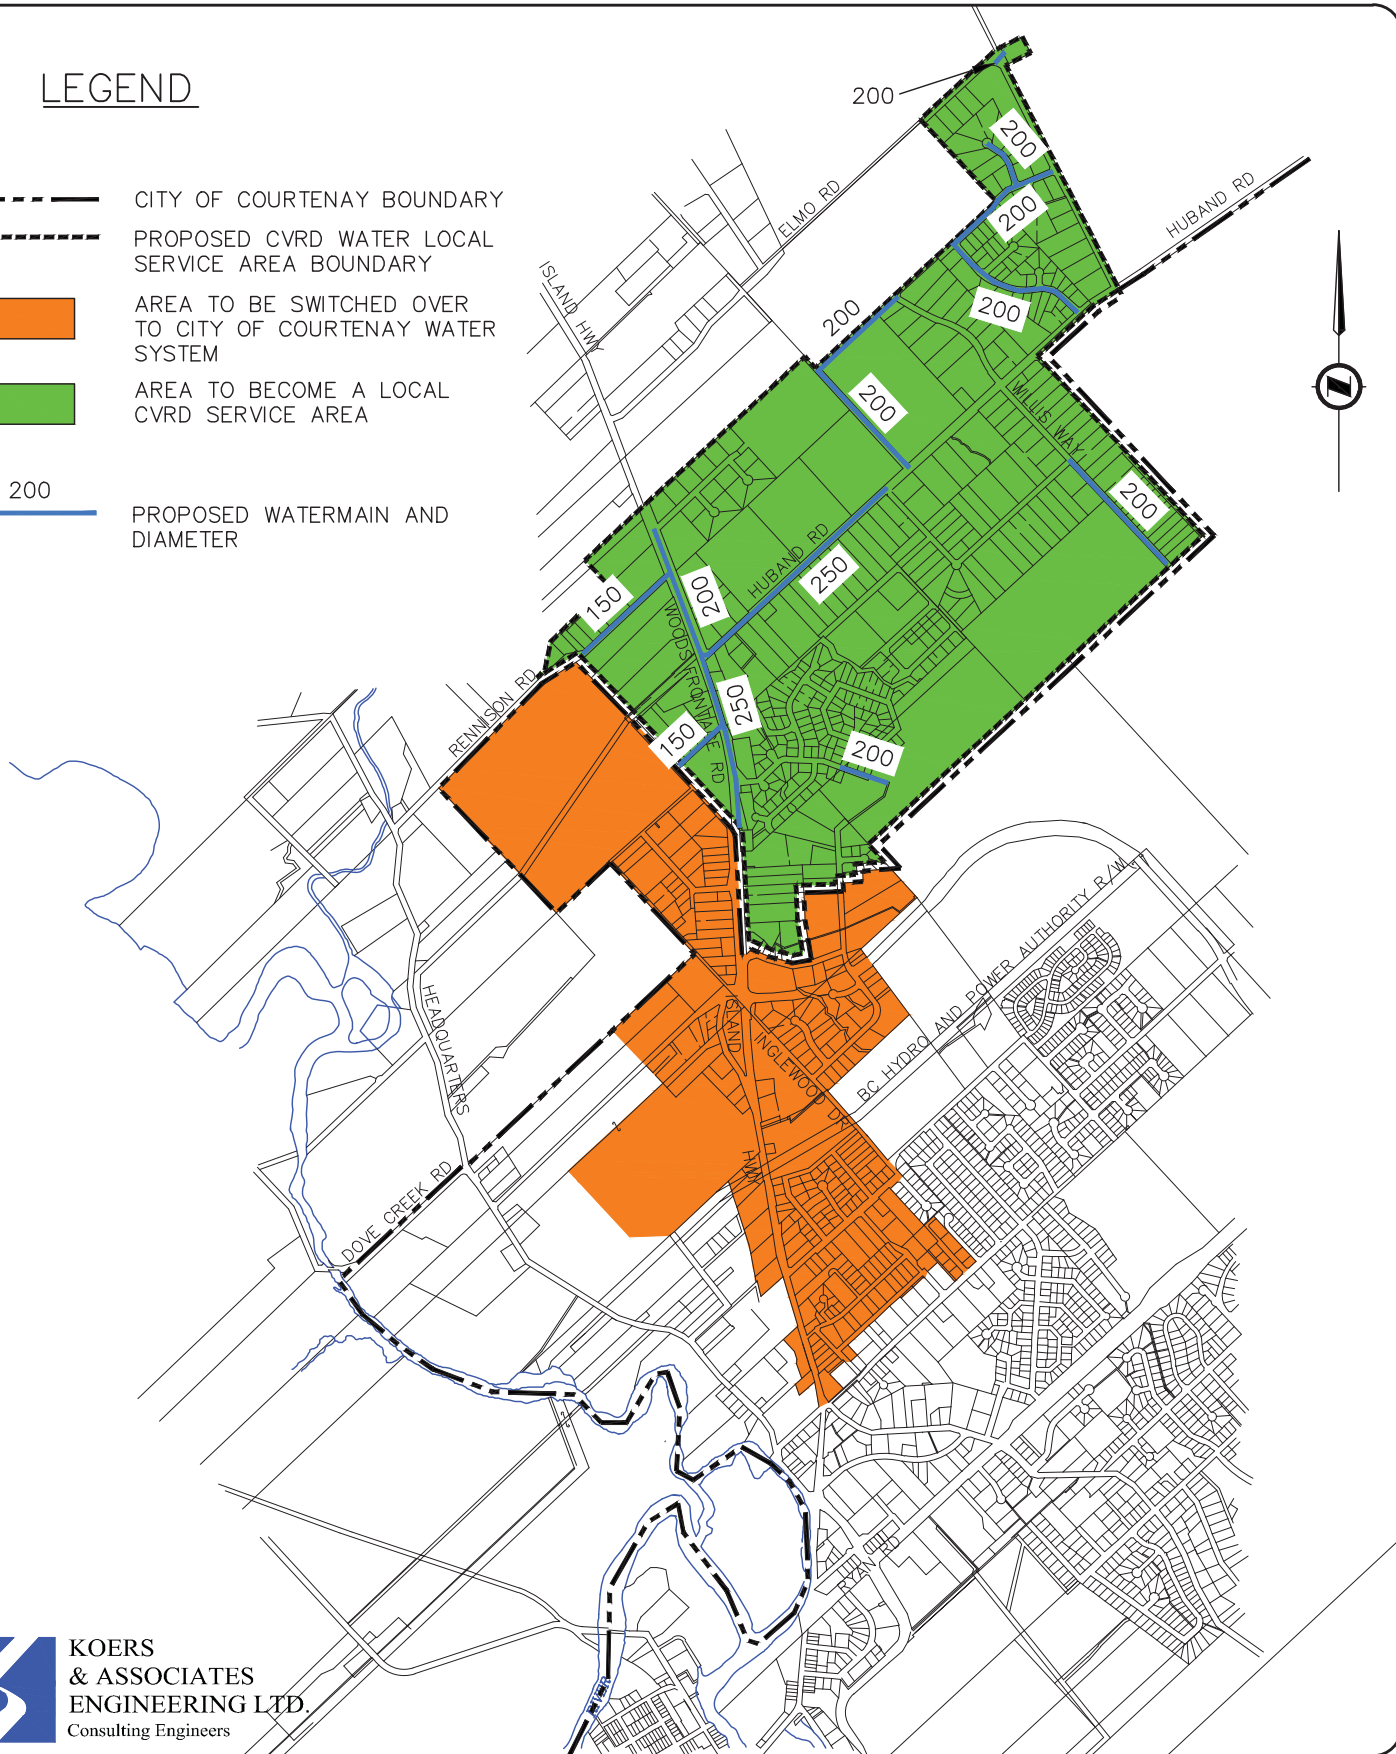 LEGEND
CITY OF COURTENAY BOUNDARY
PROPOSED CVRD WATER LOCAL
SERVICE AREA BOUNDARY
AREA TO BE SWITCHED OVER
TO CITY OF COURTENAY WATER
SYSTEM
AREA TO BECOME A LOCAL
CVRD SERVICE AREA
200
PROPOSED WATERMAIN AND
DIAMETER
200
200
200
200
200
200
200
200
250
150
250
150
200
ELMO RD
HUBAND RD
ISLAND HWY
WILLIS WAY
HUBAND RD
WOODS FRONTAGE RD
RENNISON RD
HEADQUARTERS
DOVE CREEK RD
ISLAND
HWY
INGLEWOOD DR
BC HYDRO AND POWER AUTHORITY R/W
RYAN RD
RIVER
KOERS
& ASSOCIATES
ENGINEERING LTD.
Consulting Engineers